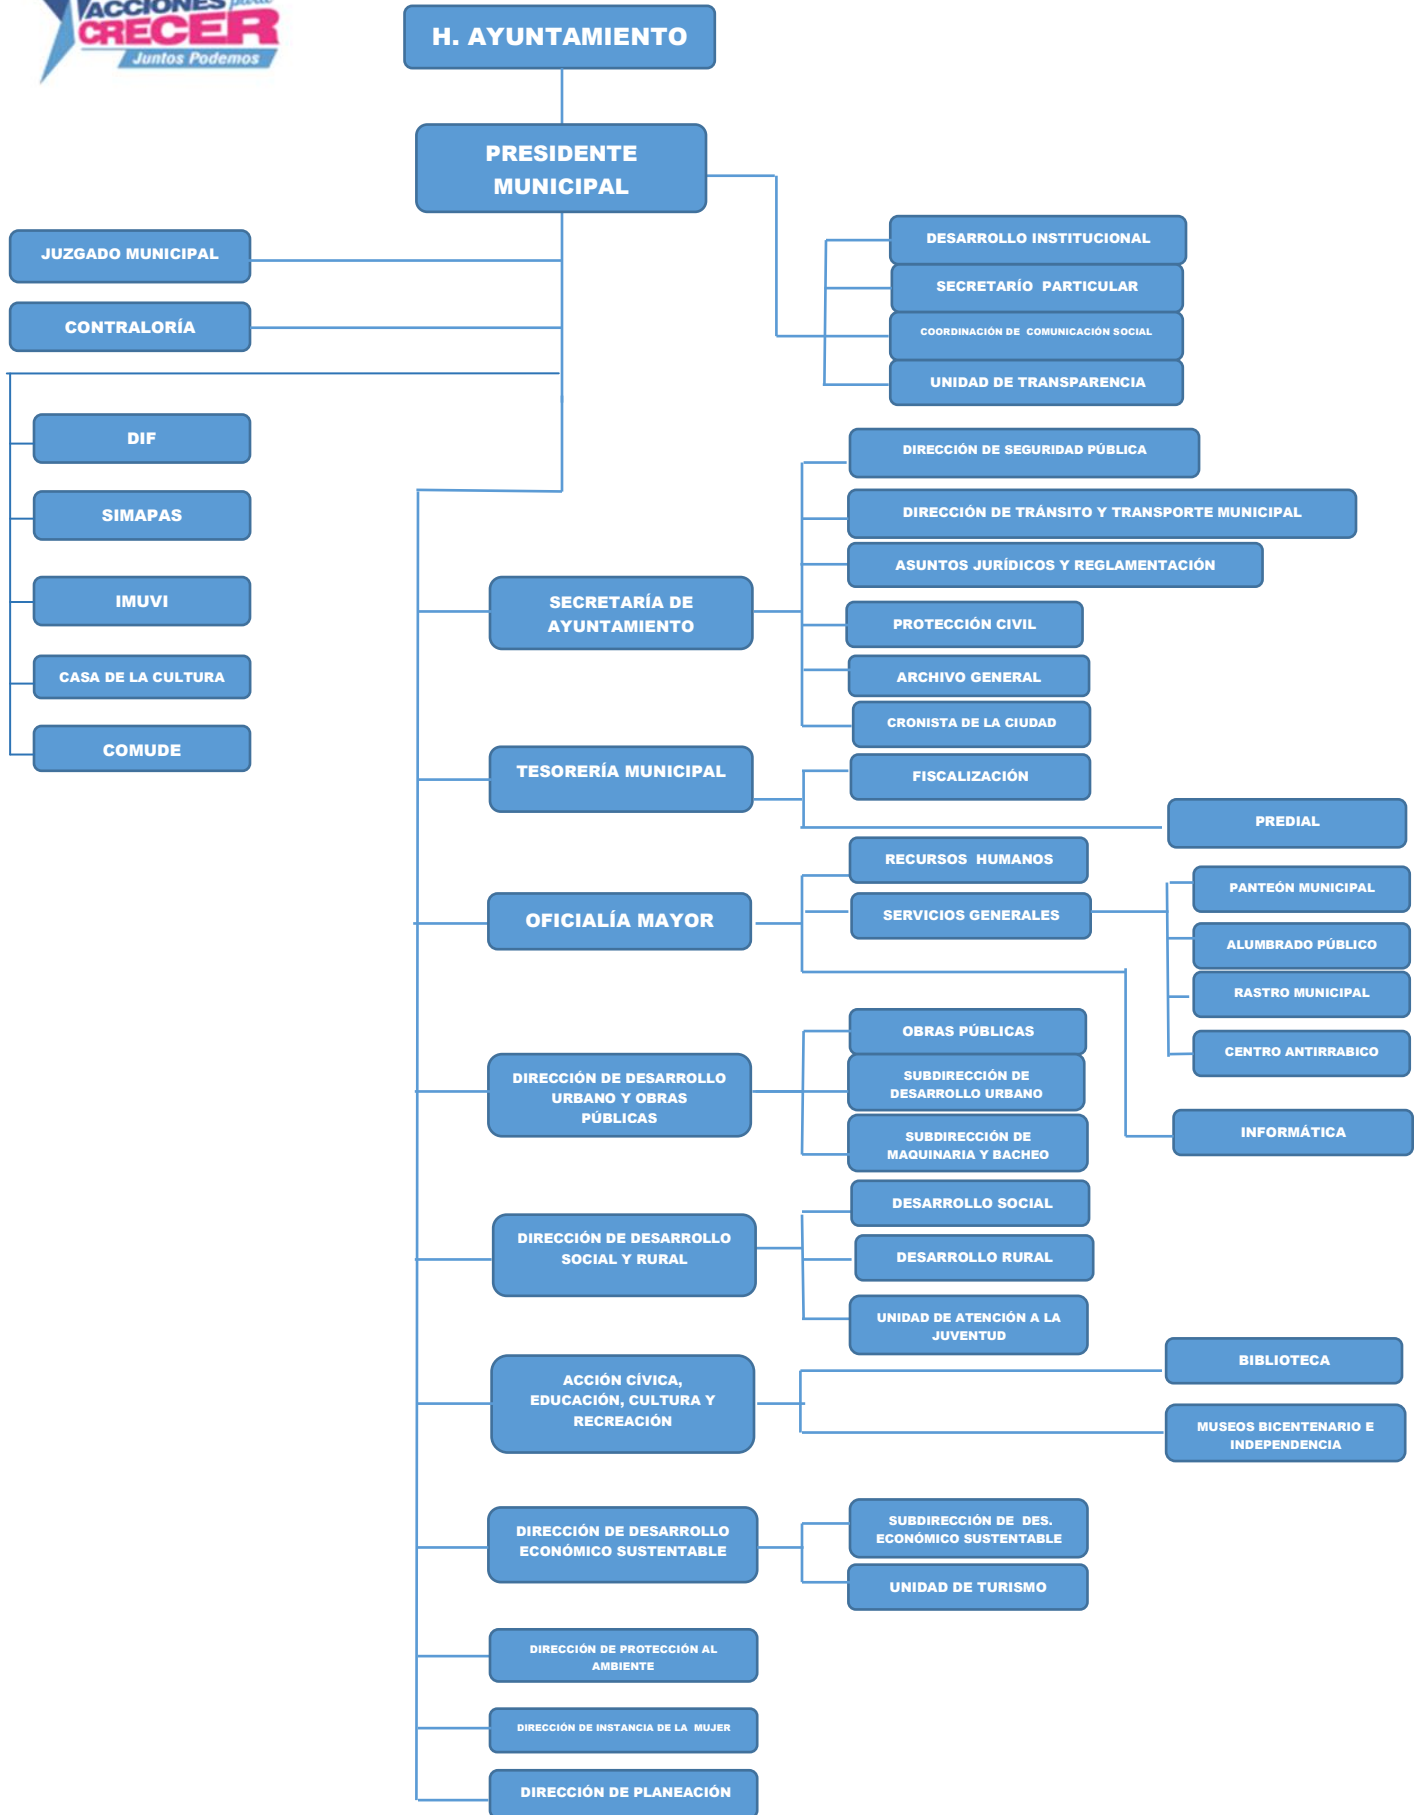 ACCIONES para
CRECER
Juntos Podemos
H. AYUNTAMIENTO
PRESIDENTE
MUNICIPAL
JUZGADO MUNICIPAL
CONTRALORÍA
DIF
SIMAPAS
IMUVI
CASA DE LA CULTURA
COMUDE
DESARROLLO INSTITUCIONAL
SECRETARÍO PARTICULAR
COORDINACIÓN DE COMUNICACIÓN SOCIAL
UNIDAD DE TRANSPARENCIA
SECRETARÍA DE
AYUNTAMIENTO
DIRECCIÓN DE SEGURIDAD PÚBLICA
DIRECCIÓN DE TRÁNSITO Y TRANSPORTE MUNICIPAL
ASUNTOS JURÍDICOS Y REGLAMENTACIÓN
PROTECCIÓN CIVIL
ARCHIVO GENERAL
CRONISTA DE LA CIUDAD
TESORERÍA MUNICIPAL
FISCALIZACIÓN
PREDIAL
OFICIALÍA MAYOR
RECURSOS HUMANOS
SERVICIOS GENERALES
PANTEÓN MUNICIPAL
ALUMBRADO PÚBLICO
RASTRO MUNICIPAL
CENTRO ANTIRRABICO
INFORMÁTICA
DIRECCIÓN DE DESARROLLO
URBANO Y OBRAS
PÚBLICAS
OBRAS PÚBLICAS
SUBDIRECCIÓN DE
DESARROLLO URBANO
SUBDIRECCIÓN DE
MAQUINARIA Y BACHEO
DIRECCIÓN DE DESARROLLO
SOCIAL Y RURAL
DESARROLLO SOCIAL
DESARROLLO RURAL
UNIDAD DE ATENCIÓN A LA
JUVENTUD
ACCIÓN CÍVICA,
EDUCACIÓN, CULTURA Y
RECREACIÓN
BIBLIOTECA
MUSEOS BICENTENARIO E
INDEPENDENCIA
DIRECCIÓN DE DESARROLLO
ECONÓMICO SUSTENTABLE
SUBDIRECCIÓN DE DES.
ECONÓMICO SUSTENTABLE
UNIDAD DE TURISMO
DIRECCIÓN DE PROTECCIÓN AL
AMBIENTE
DIRECCIÓN DE INSTANCIA DE LA MUJER
DIRECCIÓN DE PLANEACIÓN